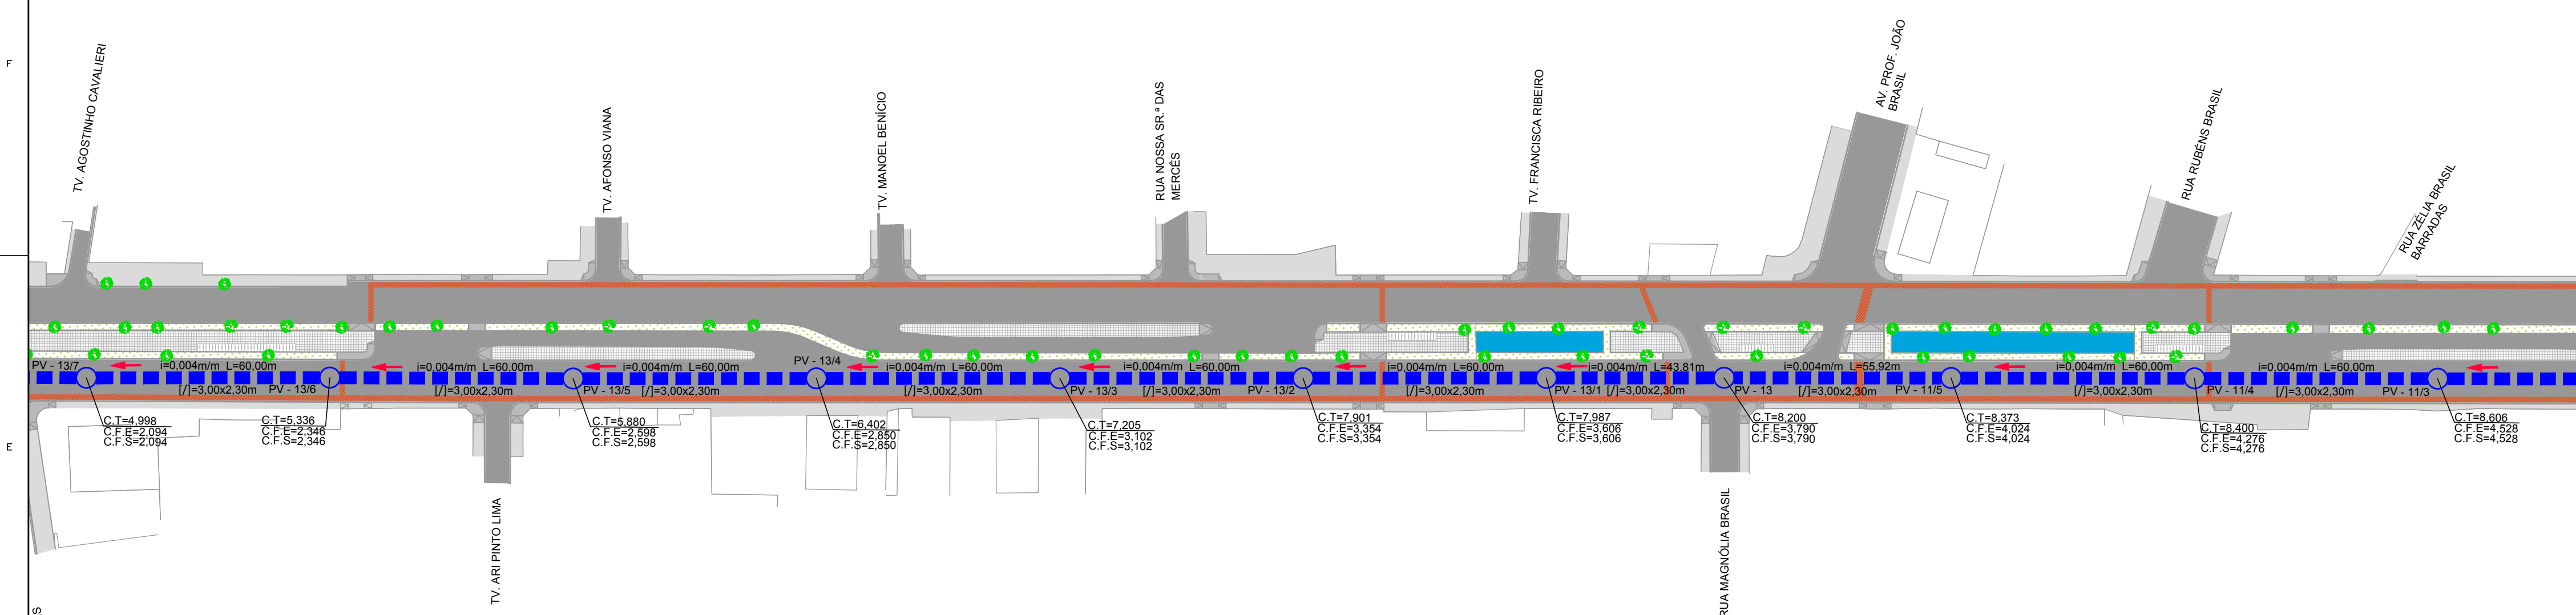 F
TV. AGOSTINHO CAVALIERI
TV. AFONSO VIANA
TV. MANOEL BENÍCIO
RUA NOSSA SR.ª DAS
MERCÊS
TV. FRANCISCA RIBEIRO
AV. PROF. JOÃO
BRASIL
RUA RUBÉNS BRASIL
RUA ZÉLIA BRASIL
BARRADAS
PV - 13/7
i=0,004m/m L=60,00m
[/]=3,00x2,30m
PV - 13/6
i=0,004m/m L=60,00m
[/]=3,00x2,30m
PV - 13/5
i=0,004m/m L=60,00m
[/]=3,00x2,30m
PV - 13/4
i=0,004m/m L=60,00m
[/]=3,00x2,30m
PV - 13/3
i=0,004m/m L=60,00m
[/]=3,00x2,30m
PV - 13/2
i=0,004m/m L=60,00m
[/]=3,00x2,30m
PV - 13/1
i=0,004m/m L=43,81m
[/]=3,00x2,30m
PV - 13
i=0,004m/m L=55,92m
[/]=3,00x2,30m
PV - 11/5
i=0,004m/m L=60,00m
[/]=3,00x2,30m
PV - 11/4
i=0,004m/m L=60,00m
[/]=3,00x2,30m
PV - 11/3
C.T=4,998
C.F.E=2,094
C.F.S=2,094
C.T=5,336
C.F.E=2,346
C.F.S=2,346
C.T=5,880
C.F.E=2,598
C.F.S=2,598
C.T=6,402
C.F.E=2,850
C.F.S=2,850
C.T=7,205
C.F.E=3,102
C.F.S=3,102
C.T=7,901
C.F.E=3,354
C.F.S=3,354
C.T=7,987
C.F.E=3,606
C.F.S=3,606
C.T=8,200
C.F.E=3,790
C.F.S=3,790
C.T=8,373
C.F.E=4,024
C.F.S=4,024
C.T=8,400
C.F.E=4,276
C.F.S=4,276
C.T=8,606
C.F.E=4,528
C.F.S=4,528
E
TV. ARI PINTO LIMA
RUA MAGNÓLIA BRASIL
S